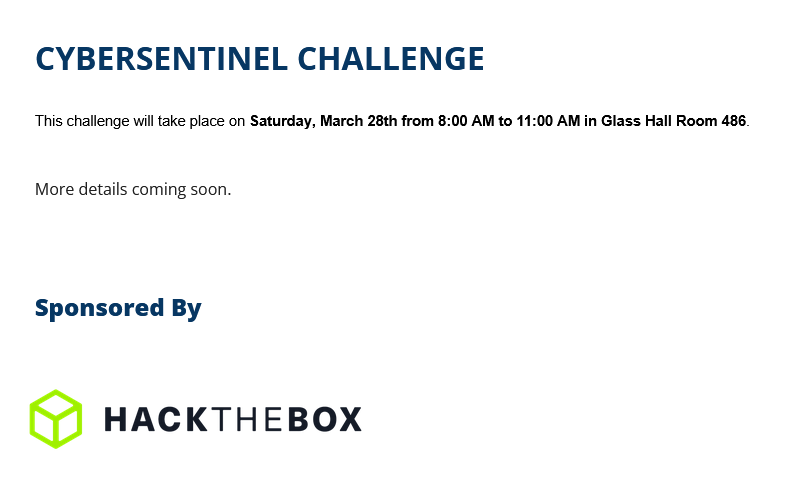 CYBERSENTINEL CHALLENGE
This challenge will take place on Saturday, March 28th from 8:00 AM to 11:00 AM in Glass Hall Room 486.
More details coming soon.
Sponsored By
HACKTHEBOX